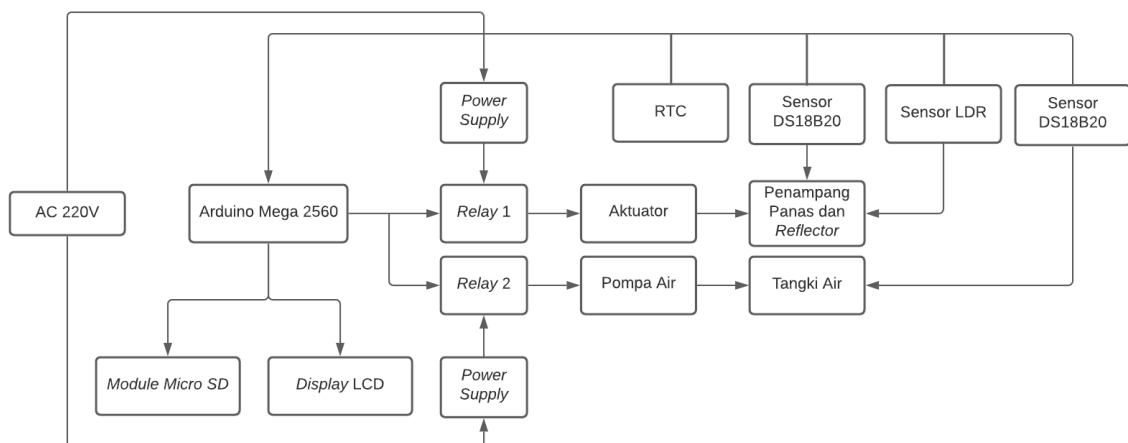 Power
Supply
RTC
Sensor
DS18B20
Sensor LDR
Sensor
DS18B20
AC 220V
Arduino Mega 2560
Relay 1
Aktuator
Penampang
Panas dan
Reflector
Relay 2
Pompa Air
Tangki Air
Module Micro SD
Display LCD
Power
Supply